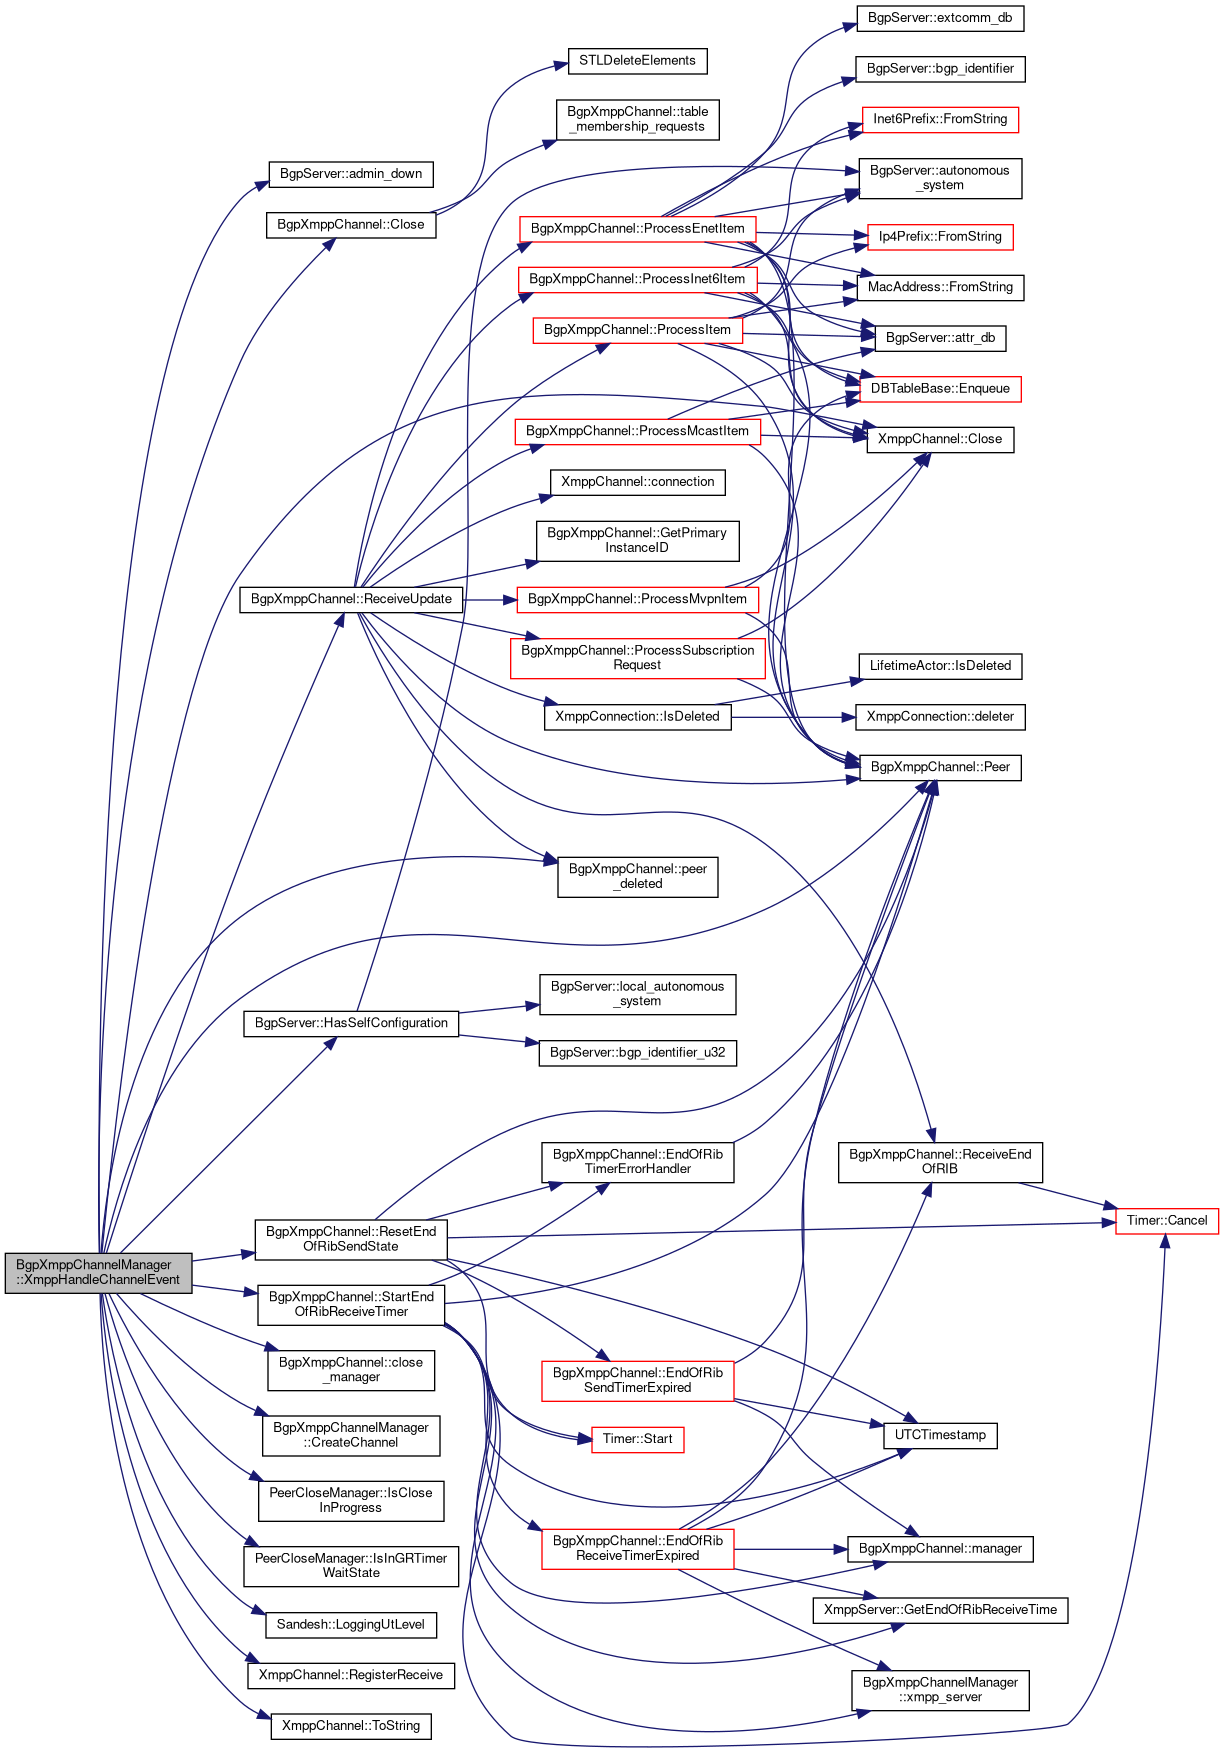 BgpServer::extcomm_db
STLDeleteElements
BgpServer::bgp_identifier
BgpXmppChannel::table
_membership_requests
Inet6Prefix::FromString
BgpServer::admin_down
BgpServer::autonomous
_system
BgpXmppChannel::Close
BgpXmppChannel::ProcessEnetItem
Ip4Prefix::FromString
BgpXmppChannel::ProcessInet6Item
MacAddress::FromString
BgpXmppChannel::ProcessItem
BgpServer::attr_db
DBTableBase::Enqueue
BgpXmppChannel::ProcessMcastItem
XmppChannel::Close
XmppChannel::connection
BgpXmppChannel::GetPrimary
InstanceID
BgpXmppChannel::ReceiveUpdate
BgpXmppChannel::ProcessMvpnItem
BgpXmppChannel::ProcessSubscription
Request
LifetimeActor::IsDeleted
XmppConnection::IsDeleted
XmppConnection::deleter
BgpXmppChannel::Peer
BgpXmppChannel::peer
_deleted
BgpServer::local_autonomous
_system
BgpServer::HasSelfConfiguration
BgpServer::bgp_identifier_u32
BgpXmppChannel::EndOfRib
TimerErrorHandler
BgpXmppChannel::ReceiveEnd
OfRIB
BgpXmppChannel::ResetEnd
OfRibSendState
Timer::Cancel
BgpXmppChannelManager
::XmppHandleChannelEvent
BgpXmppChannel::StartEnd
OfRibReceiveTimer
BgpXmppChannel::close
_manager
BgpXmppChannel::EndOfRib
SendTimerExpired
BgpXmppChannelManager
::CreateChannel
Timer::Start
UTCTimestamp
PeerCloseManager::IsClose
InProgress
BgpXmppChannel::EndOfRib
ReceiveTimerExpired
BgpXmppChannel::manager
PeerCloseManager::IsInGRTimer
WaitState
XmppServer::GetEndOfRibReceiveTime
Sandesh::LoggingUtLevel
XmppChannel::RegisterReceive
BgpXmppChannelManager
::xmpp_server
XmppChannel::ToString